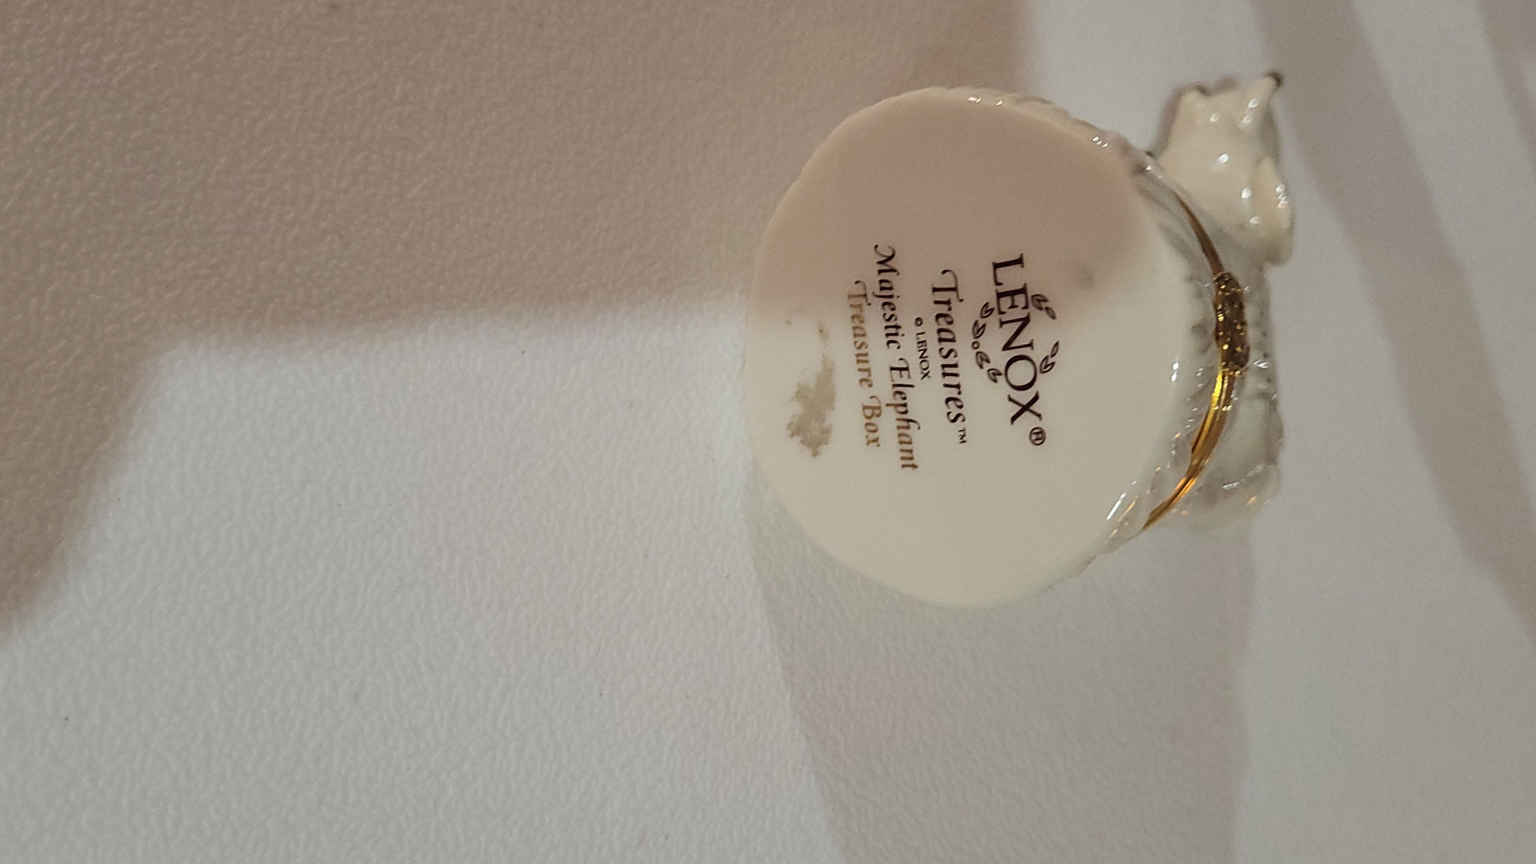 LENOX®
Treasures™
© LENOX
Majestic Elephant
Treasure Box